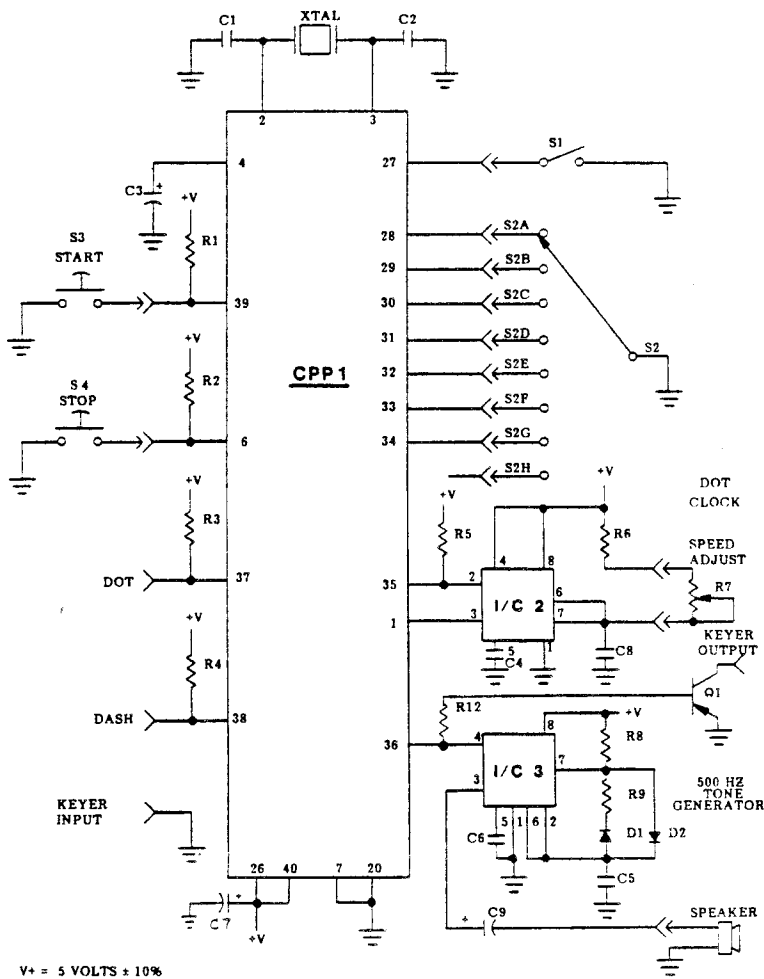 C1
XTAL
C2
2
3
4
27
S1
C3
+
+V
S3
START
R1
39
28
S2A
29
S2B
30
S2C
31
S2D
32
S2E
33
S2F
34
S2G
S2H
S2
CPP1
+V
S4
STOP
R2
6
+V
R3
DOT
37
R4
DASH
38
KEYER
INPUT
+V
R5
+V
R6
DOT
CLOCK
SPEED
ADJUST
R7
35
2
4
8
6
I/C 2
7
1
3
5
C4
1
C8
KEYER
OUTPUT
Q1
R12
36
4
8
+V
R8
I/C 3
7
3
R9
500 HZ
TONE
GENERATOR
5
1
6
2
C6
D1
D2
C5
26
40
7
20
C7
+
+V
+
C9
SPEAKER
V+ = 5 VOLTS ± 10%